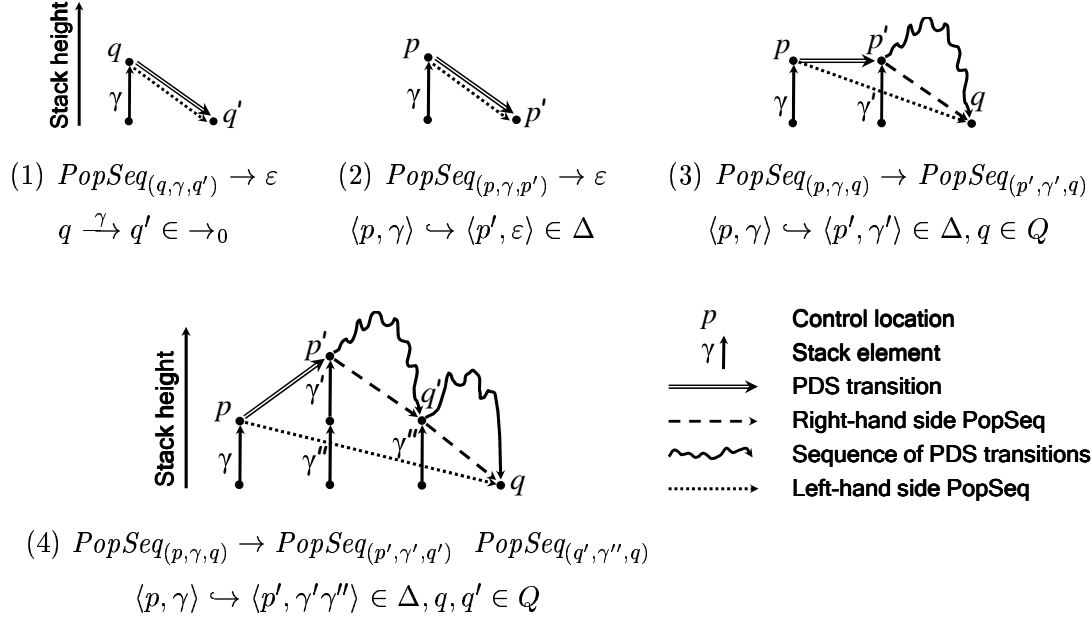 Stack height
q
γ
q'
p
γ
p'
p
p'
γ
γ'
q
(1) PopSeq(q,γ,q') → ε
(2) PopSeq(p,γ,p') → ε
(3) PopSeq(p,γ,q) → PopSeq(p',γ',q)
q —γ→ q' ∈ →₀
⟨p, γ⟩ ↪ ⟨p', ε⟩ ∈ Δ
⟨p, γ⟩ ↪ ⟨p', γ'⟩ ∈ Δ, q ∈ Q
Stack height
p'
γ'
p
q'
γ
γ''
γ''
q
p Control location
γ Stack element
PDS transition
Right-hand side PopSeq
Sequence of PDS transitions
Left-hand side PopSeq
(4) PopSeq(p,γ,q) → PopSeq(p',γ',q') PopSeq(q',γ'',q)
⟨p, γ⟩ ↪ ⟨p', γ'γ''⟩ ∈ Δ, q, q' ∈ Q